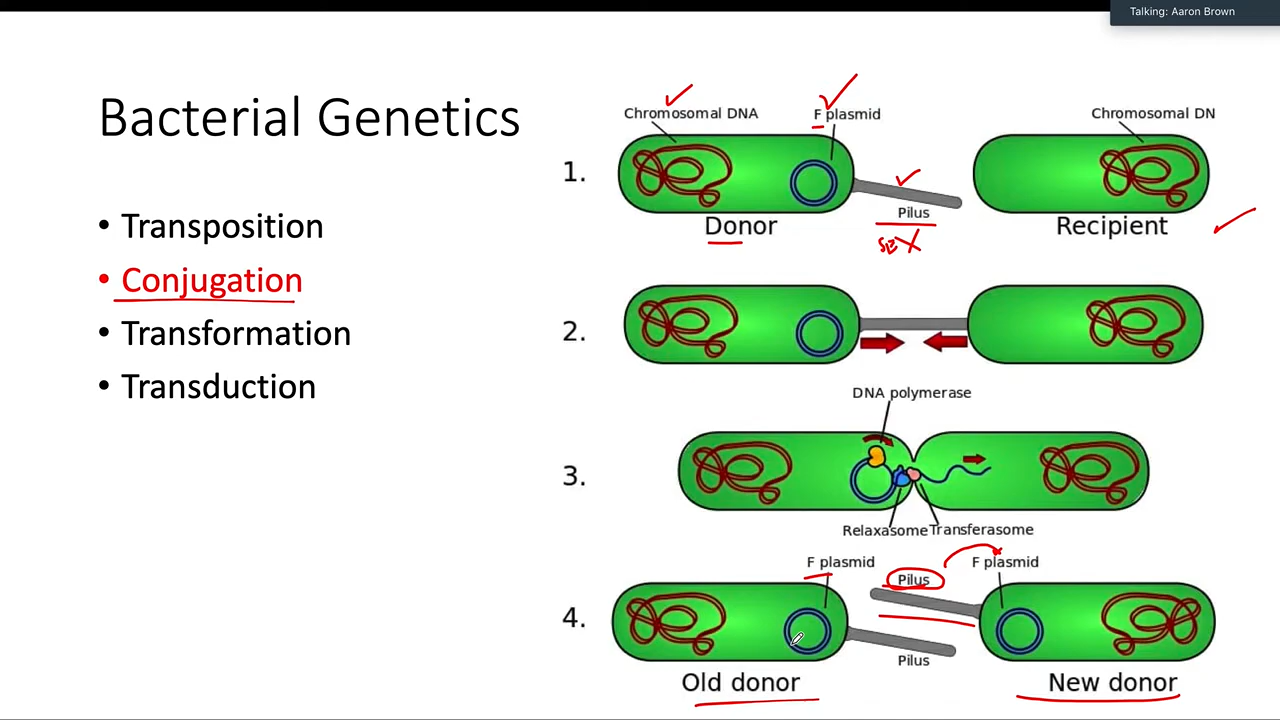 Talking: Aaron Brown
Bacterial Genetics
• Transposition
• Conjugation
• Transformation
• Transduction
Chromosomal DNA
F plasmid
Chromosomal DN
1.
Pilus
sex
Donor
Recipient
2.
DNA polymerase
3.
Relaxasome
Transferasome
F plasmid
Pilus
F plasmid
4.
Pilus
Old donor
New donor